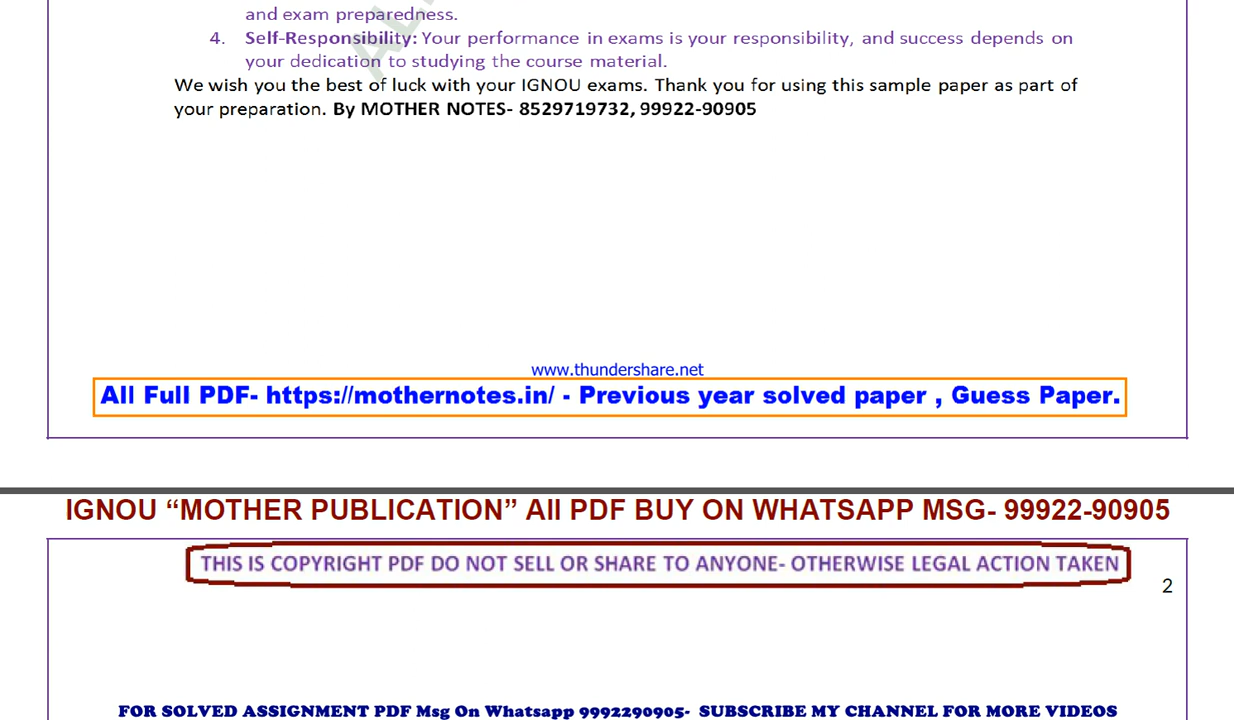 and exam preparedness.
4. Self-Responsibility: Your performance in exams is your responsibility, and success depends on
your dedication to studying the course material.
We wish you the best of luck with your IGNOU exams. Thank you for using this sample paper as part of
your preparation. By MOTHER NOTES- 8529719732, 99922-90905
www.thundershare.net
All Full PDF- https://mothernotes.in/ - Previous year solved paper , Guess Paper.
IGNOU “MOTHER PUBLICATION” All PDF BUY ON WHATSAPP MSG- 99922-90905
THIS IS COPYRIGHT PDF DO NOT SELL OR SHARE TO ANYONE- OTHERWISE LEGAL ACTION TAKEN
2
FOR SOLVED ASSIGNMENT PDF Msg On Whatsapp 9992290905- SUBSCRIBE MY CHANNEL FOR MORE VIDEOS